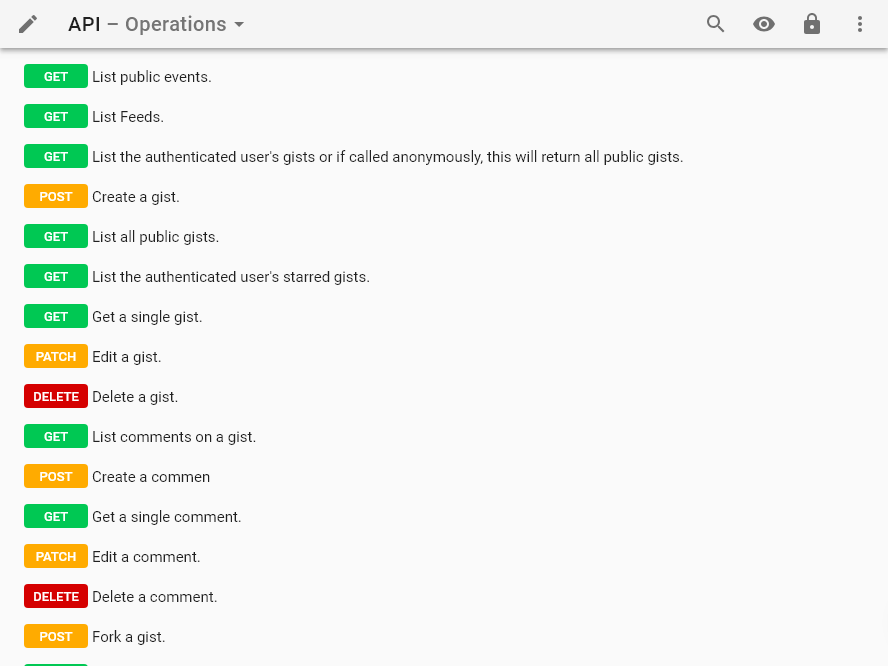 API – Operations
GET List public events.
GET List Feeds.
GET List the authenticated user's gists or if called anonymously, this will return all public gists.
POST Create a gist.
GET List all public gists.
GET List the authenticated user's starred gists.
GET Get a single gist.
PATCH Edit a gist.
DELETE Delete a gist.
GET List comments on a gist.
POST Create a commen
GET Get a single comment.
PATCH Edit a comment.
DELETE Delete a comment.
POST Fork a gist.